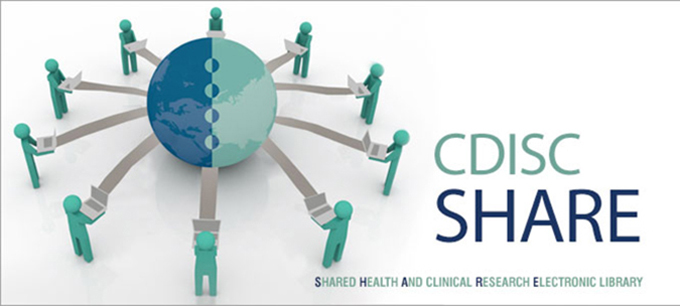 CDISC
SHARE
SHARED HEALTH AND CLINICAL RESEARCH ELECTRONIC LIBRARY